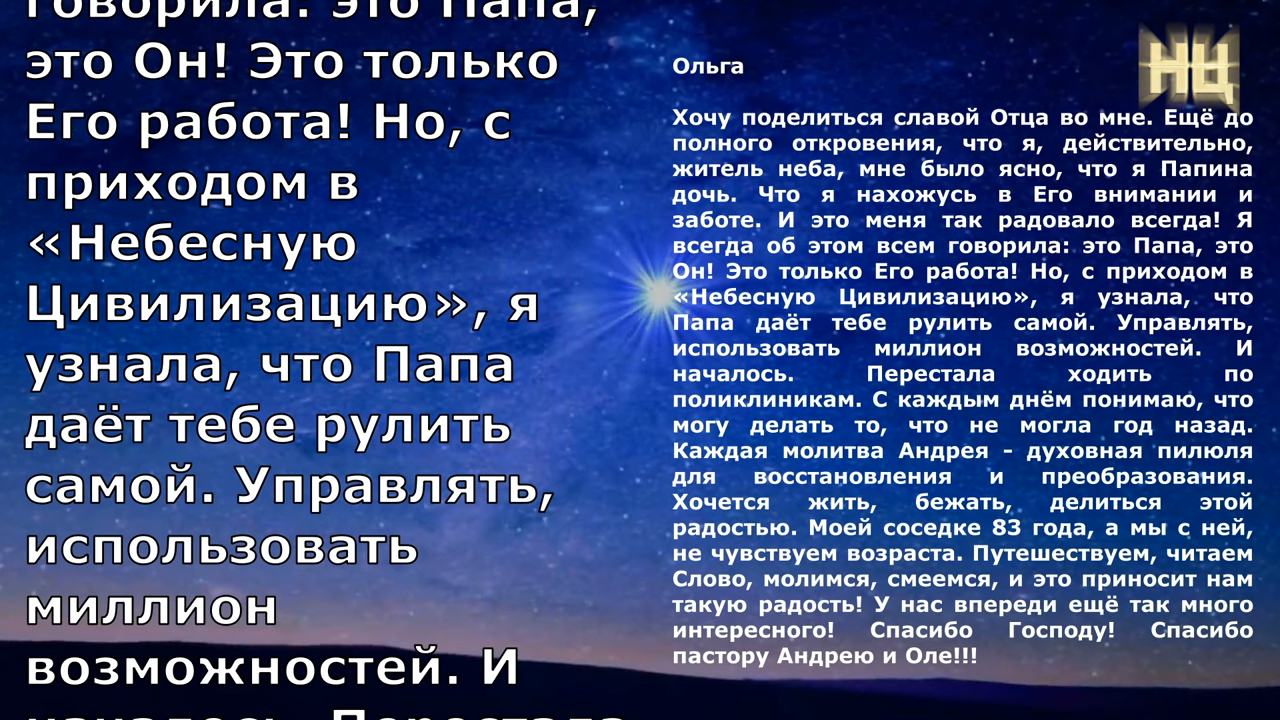 говорила: это Папа,
это Он! Это только
Его работа! Но, с
приходом в
«Небесную
Цивилизацию», я
узнала, что Папа
даёт тебе рулить
самой. Управлять,
использовать
миллион
возможностей. И
началось. Перестала
НЦ
Ольга
Хочу поделиться славой Отца во мне. Ещё до
полного откровения, что я, действительно,
житель неба, мне было ясно, что я Папина
дочь. Что я нахожусь в Его внимании и
заботе. И это меня так радовало всегда! Я
всегда об этом всем говорила: это Папа, это
Он! Это только Его работа! Но, с приходом в
«Небесную Цивилизацию», я узнала, что
Папа даёт тебе рулить самой. Управлять,
использовать миллион возможностей. И
началось. Перестала ходить по
поликлиникам. С каждым днём понимаю, что
могу делать то, что не могла год назад.
Каждая молитва Андрея - духовная пилюля
для восстановления и преобразования.
Хочется жить, бежать, делиться этой
радостью. Моей соседке 83 года, а мы с ней,
не чувствуем возраста. Путешествуем, читаем
Слово, молимся, смеемся, и это приносит нам
такую радость! У нас впереди ещё так много
интересного! Спасибо Господу! Спасибо
пастору Андрею и Оле!!!